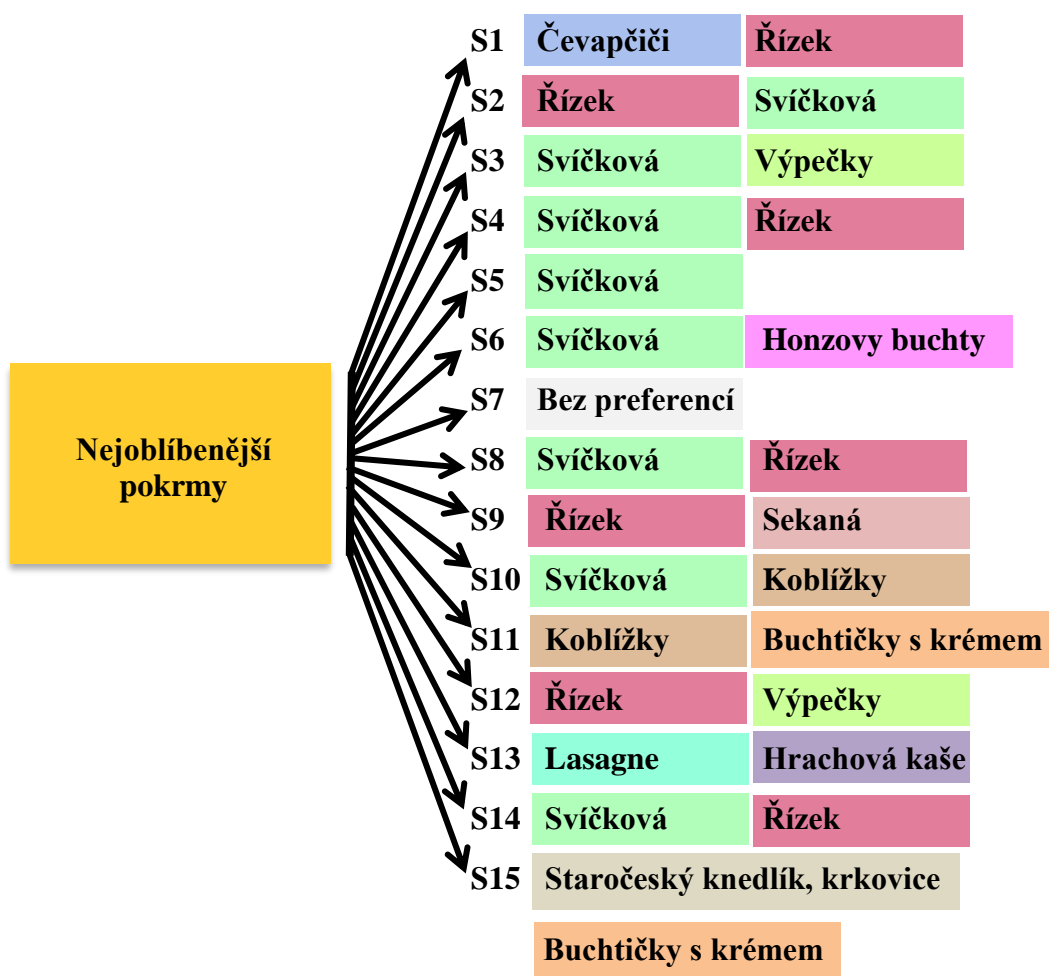 S1 Čevapčiči Řízek
S2 Řízek Svíčková
S3 Svíčková Výpečky
S4 Svíčková Řízek
S5 Svíčková
S6 Svíčková Honzovy buchty
Nejoblíbenější
pokrmy
S7 Bez preferencí
S8 Svíčková Řízek
S9 Řízek Sekaná
S10 Svíčková Koblížky
S11 Koblížky Buchtičky s krémem
S12 Řízek Výpečky
S13 Lasagne Hrachová kaše
S14 Svíčková Řízek
S15 Staročeský knedlík, krkovice
Buchtičky s krémem